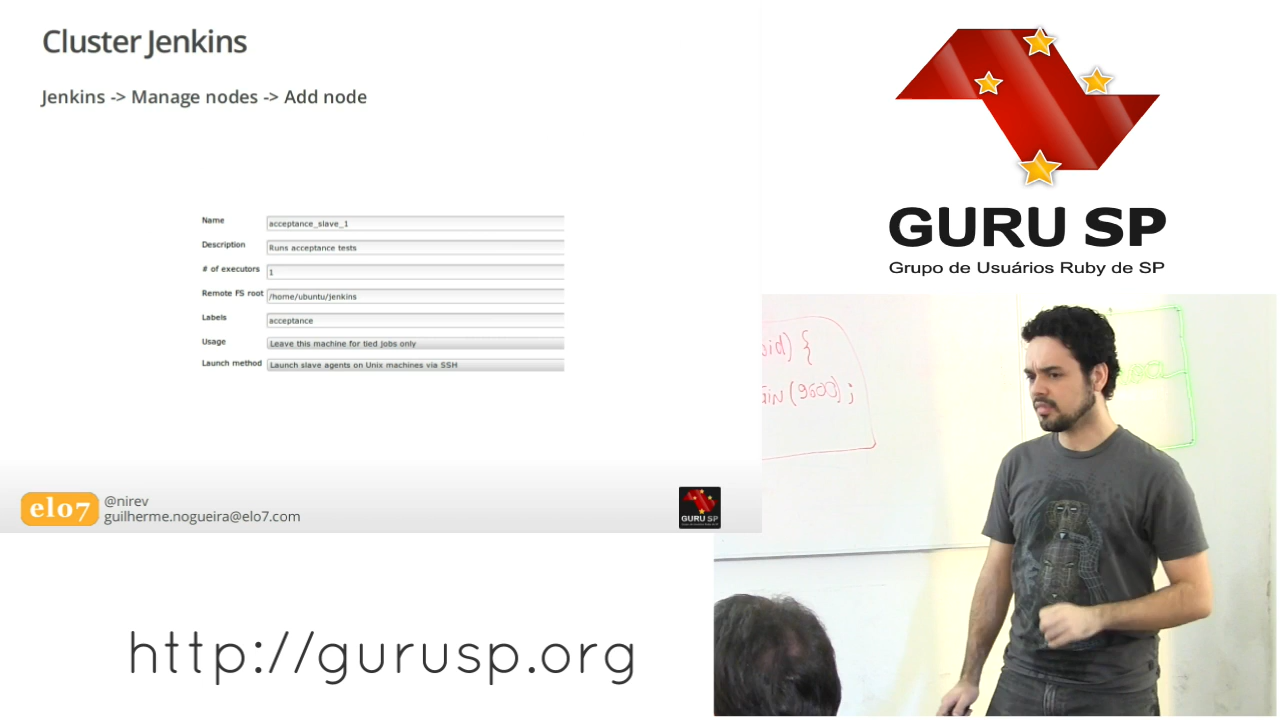 Cluster Jenkins
Jenkins -> Manage nodes -> Add node
Name acceptance_slave_1
Description Runs acceptance tests
# of executors 1
Remote FS root /home/ubuntu/jenkins
Labels acceptance
Usage Leave this machine for tied jobs only
Launch method Launch slave agents on Unix machines via SSH
elo7
@nirev
guilherme.nogueira@elo7.com
GURU SP
http://gurusp.org
GURU SP
Grupo de Usuários Ruby de SP
oid) {
ain(9600);